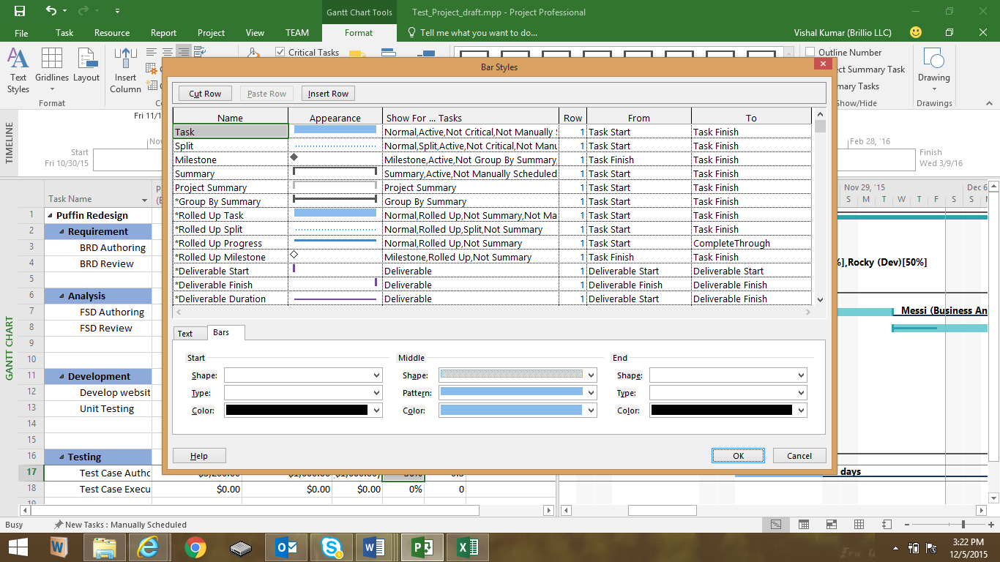 Gantt Chart Tools
Test_Project_draft.mpp - Project Professional
File Task Resource Report Project View TEAM Format Tell me what you want to do... Vishal Kumar (Brillio LLC)
Text Styles
Gridlines
Layout
Format
Insert Column
Critical Tasks
Outline Number
ect Summary Task
mary Tasks
Show/Hide
Drawing
Drawings
Bar Styles
Cut Row Paste Row Insert Row
Name Appearance Show For ... Tasks Row From To
Task Normal,Active,Not Critical,Not Manually 1 Task Start Task Finish
Split Normal,Split,Active,Not Critical,Not Manu 1 Task Start Task Finish
Milestone Milestone,Active,Not Group By Summary, 1 Task Finish Task Finish
Summary Summary,Active,Not Manually Scheduled 1 Task Start Task Finish
Project Summary Project Summary 1 Task Start Task Finish
*Group By Summary Group By Summary 1 Task Start Task Finish
*Rolled Up Task Normal,Rolled Up,Not Summary,Not Ma 1 Task Start Task Finish
*Rolled Up Split Normal,Rolled Up,Split,Not Summary 1 Task Start Task Finish
*Rolled Up Progress Normal,Rolled Up,Not Summary 1 Task Start CompleteThrough
*Rolled Up Milestone Milestone,Rolled Up,Not Summary 1 Task Finish Task Finish
*Deliverable Start Deliverable 1 Deliverable Start Deliverable Start
*Deliverable Finish Deliverable 1 Deliverable Finish Deliverable Finish
*Deliverable Duration Deliverable 1 Deliverable Start Deliverable Finish
Text Bars
Start Middle End
Shape: Shape: Shape:
Type: Pattern: Type:
Color: Color: Color:
Help OK Cancel
TIMELINE
Fri 11/1
Nov
Start
Fri 10/30/15
Feb 28, '16
Finish
Wed 3/9/16
GANTT CHART
Task Name
Nov 29, '15 Dec 6
S M T W T F S S
1 Puffin Redesign
2 Requirement
3 BRD Authoring
4 BRD Review
5
6 Analysis
7 FSD Authoring
8 FSD Review
9
10
11 Development
12 Develop websit
13 Unit Testing
14
15
16 Testing
17 Test Case Autho
18 Test Case Execu $0.00 $0.00 $0.00 0% 0
19
],Rocky (Dev)[50%]
Messi (Business An
days
Busy New Tasks : Manually Scheduled
3:22 PM
12/5/2015